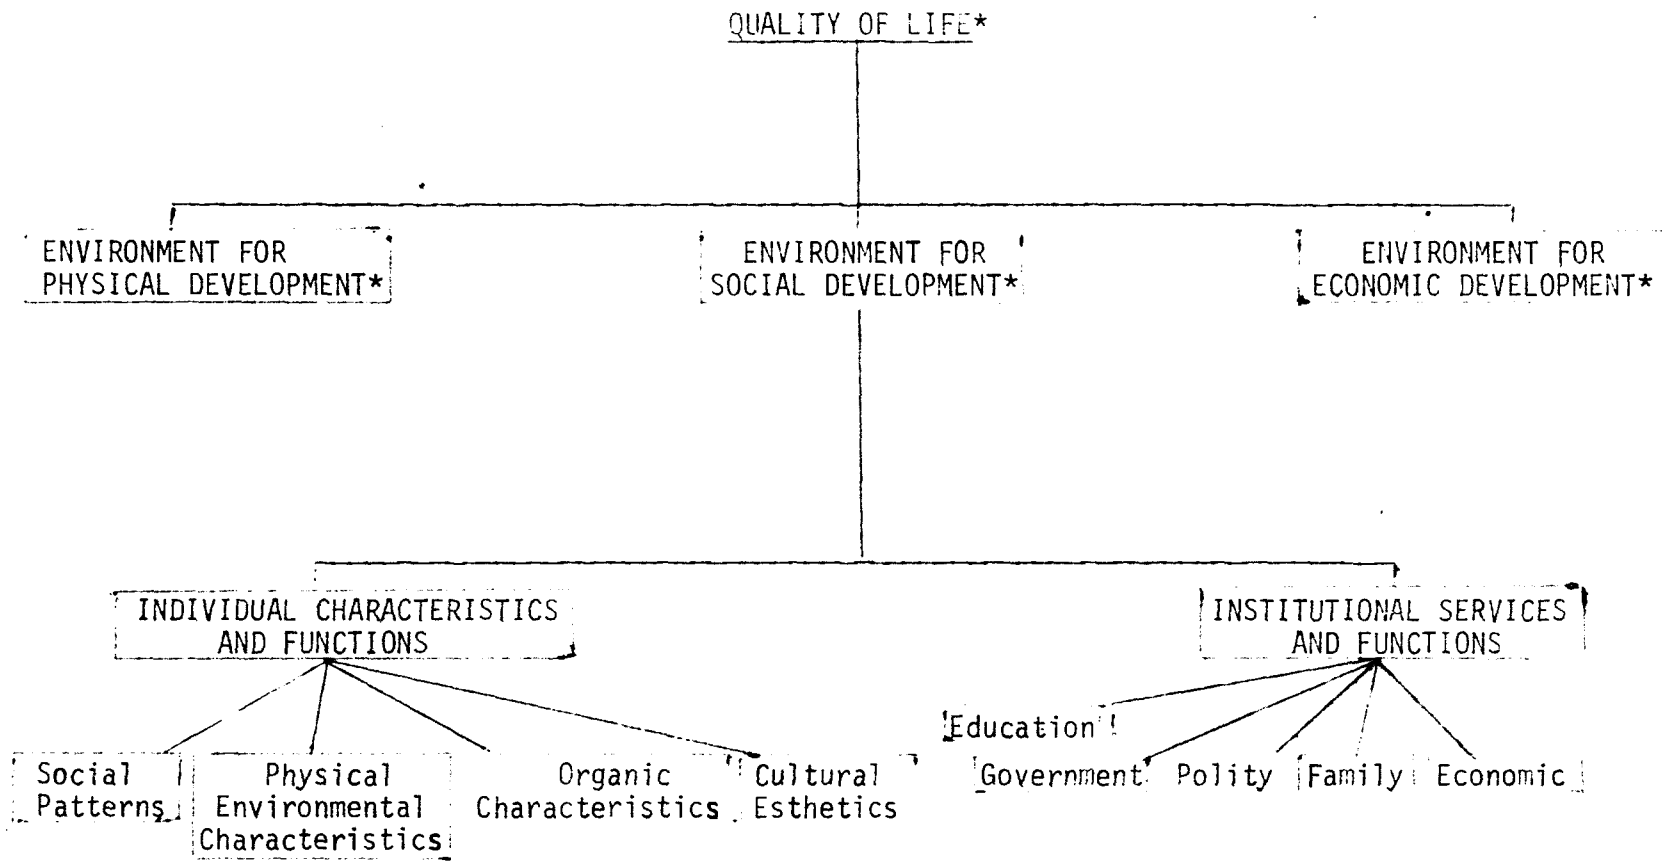 QUALITY OF LIFE*
ENVIRONMENT FOR
PHYSICAL DEVELOPMENT*
ENVIRONMENT FOR
SOCIAL DEVELOPMENT*
ENVIRONMENT FOR
ECONOMIC DEVELOPMENT*
INDIVIDUAL CHARACTERISTICS
AND FUNCTIONS
INSTITUTIONAL SERVICES
AND FUNCTIONS
Social
Patterns
Physical
Environmental
Characteristics
Organic
Characteristics
Cultural
Esthetics
Education
Government
Polity
Family
Economic